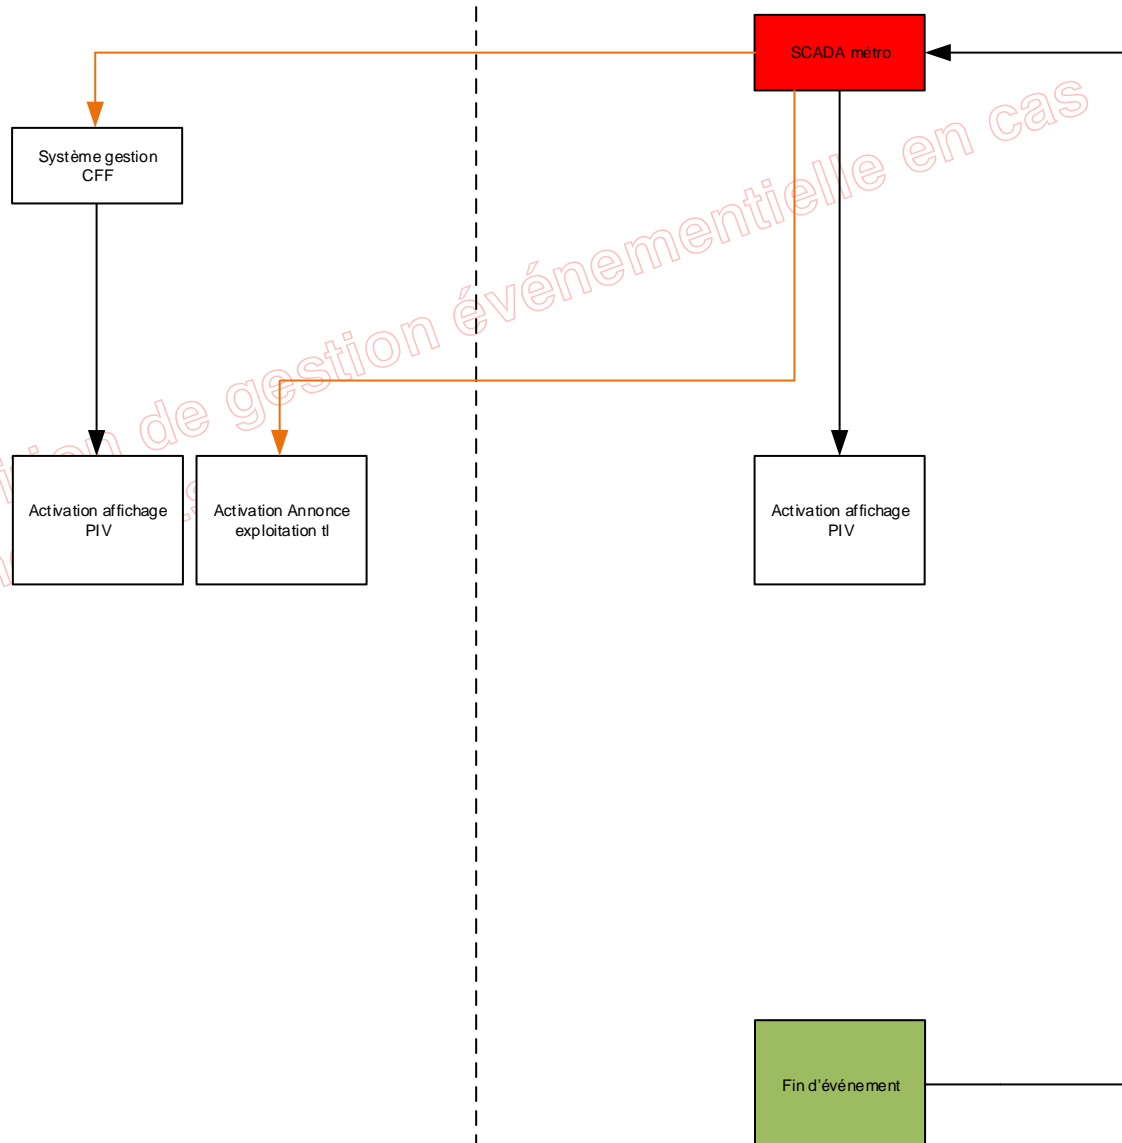 SCADA métro
Système gestion
CFF
de gestion événementielle en cas
Activation affichage
PIV
Activation Annonce
exploitation tl
Activation affichage
PIV
Fin d'événement